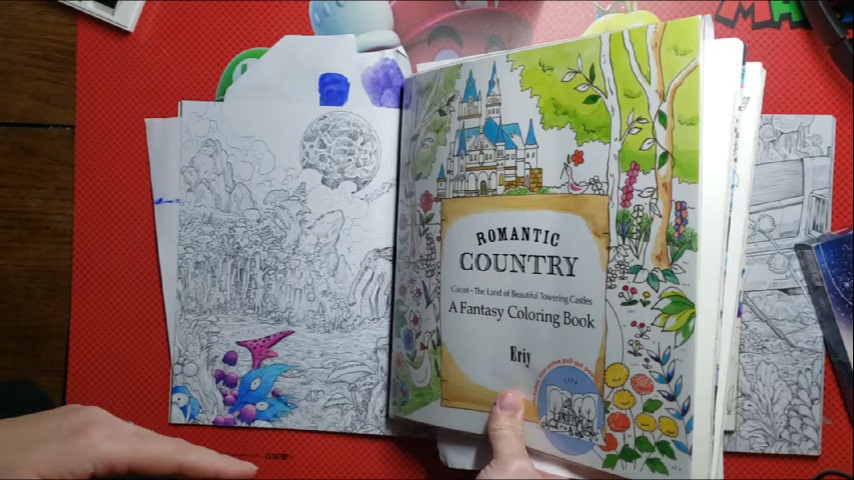 ROMANTIC
COUNTRY
Cocot–The Land of Beautiful Towering Castles
A Fantasy Coloring Book
Eriy